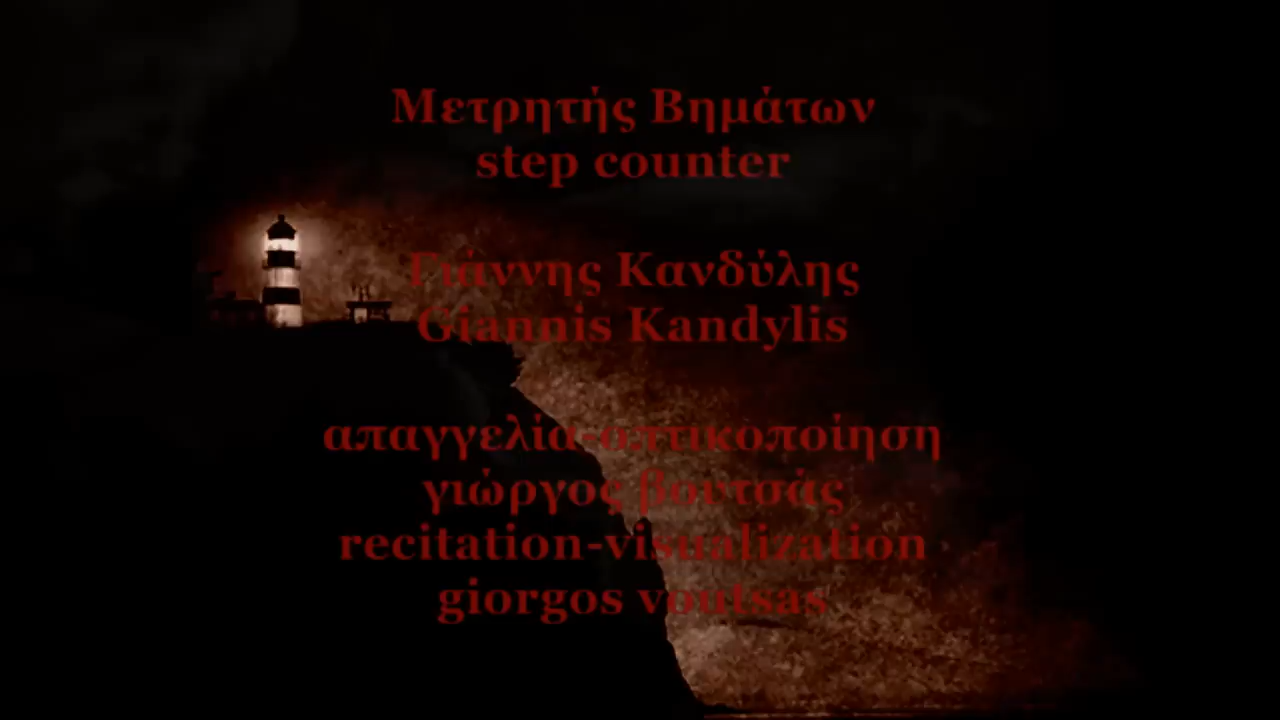 Μετρητής Βημάτων
step counter
Γιάννης Κανδύλης
Giannis Kandylis
απαγγελία-οπτικοποίηση
γιώργος βουτσάς
recitation-visualization
giorgos voutsas